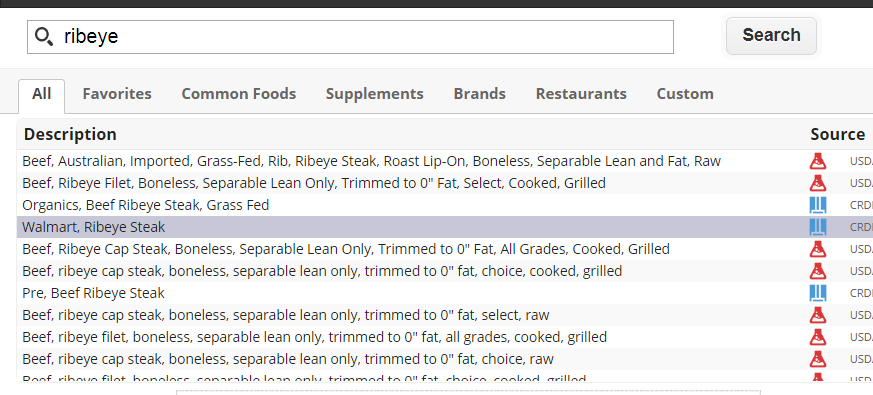 ribeye
Search
All Favorites Common Foods Supplements Brands Restaurants Custom
Description Source
Beef, Australian, Imported, Grass-Fed, Rib, Ribeye Steak, Roast Lip-On, Boneless, Separable Lean and Fat, Raw USDA
Beef, Ribeye Filet, Boneless, Separable Lean Only, Trimmed to 0" Fat, Select, Cooked, Grilled USDA
Organics, Beef Ribeye Steak, Grass Fed CRD
Walmart, Ribeye Steak CRD
Beef, Ribeye Cap Steak, Boneless, Separable Lean Only, Trimmed to 0" Fat, All Grades, Cooked, Grilled USDA
Beef, ribeye cap steak, boneless, separable lean only, trimmed to 0" fat, choice, cooked, grilled USDA
Pre, Beef Ribeye Steak CRD
Beef, ribeye cap steak, boneless, separable lean only, trimmed to 0" fat, select, raw USDA
Beef, ribeye filet, boneless, separable lean only, trimmed to 0" fat, all grades, cooked, grilled USDA
Beef, ribeye cap steak, boneless, separable lean only, trimmed to 0" fat, choice, raw USDA
Beef, ribeye filet, boneless, separable lean only, trimmed to 0" fat, choice, cooked, grilled